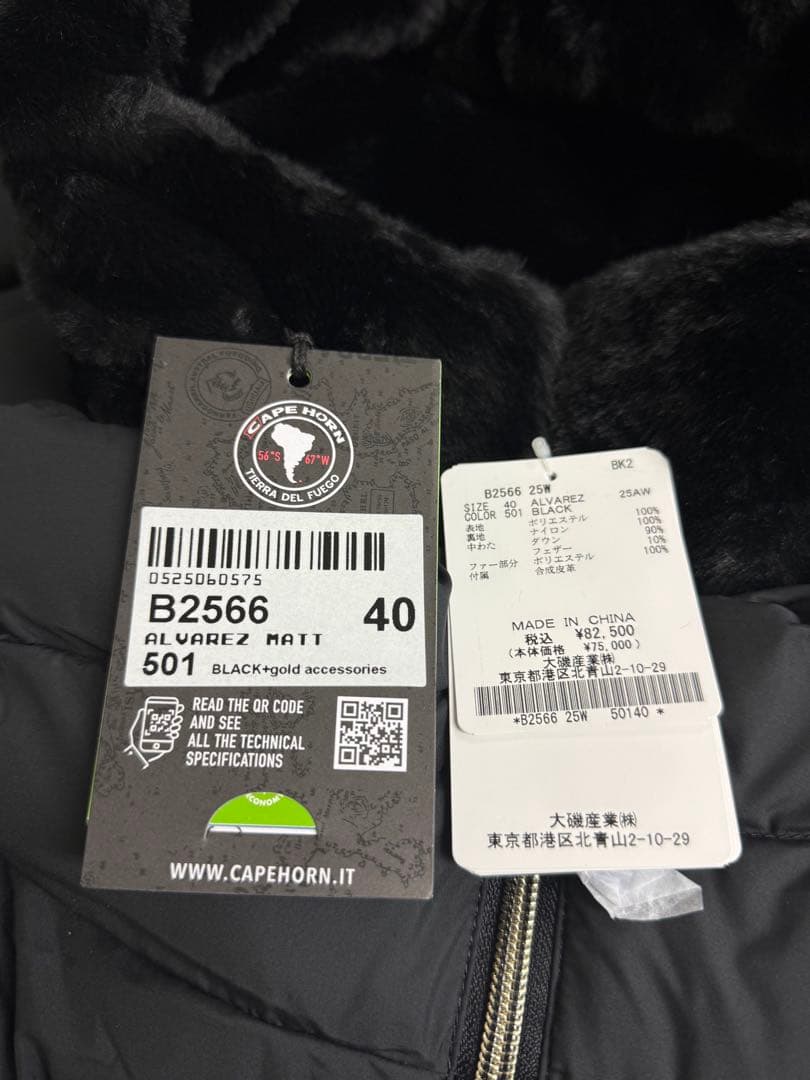 CAPE HORN
56°S 67°W
TIERRA DEL FUEGO
0525060575
B2566 40
ALVAREZ MATT
501 BLACK+gold accessories
READ THE QR CODE
AND SEE
ALL THE TECHNICAL
SPECIFICATIONS
ECONOMY
WWW.CAPEHORN.IT
BK2
B2566 25W
SIZE 40 ALVAREZ 25AW
COLOR 501 BLACK
表地 ポリエステル 100%
裏地 ナイロン 100%
中わた ダウン 90%
フェザー 10%
ファー部分 ポリエステル 100%
付属 合成皮革
MADE IN CHINA
税込 ¥82,500
(本体価格 ¥75,000)
大磯産業㈱
東京都港区北青山2-10-29
*B2566 25W 50140 *
大磯産業㈱
東京都港区北青山2-10-29